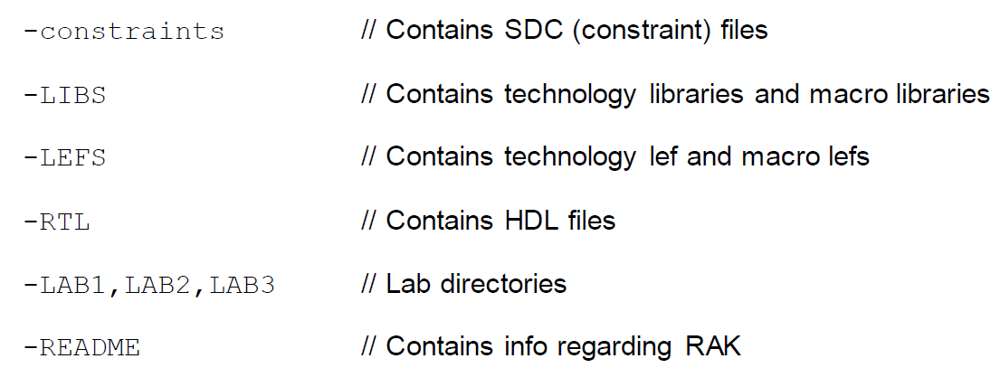 -constraints // Contains SDC (constraint) files
-LIBS // Contains technology libraries and macro libraries
-LEFS // Contains technology lef and macro lefs
-RTL // Contains HDL files
-LAB1,LAB2,LAB3 // Lab directories
-README // Contains info regarding RAK